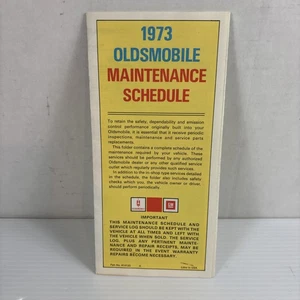 1973
OLDSMOBILE
MAINTENANCE
SCHEDULE
To retain the safety, dependability and emission
control performance originally built into your
Oldsmobile, it is essential that it receive periodic
inspections, maintenance and service parts
replacements.
This folder contains a complete schedule of the
maintenance required by your vehicle. These
services should be performed by any authorized
Oldsmobile dealer or any other qualified service
outlet which regularly provides such services.
In addition to the in-shop type services detailed
in the schedule, the folder also includes safety
checks which you, the vehicle owner or driver
should perform periodically.
GM
IMPORTANT
THIS MAINTENANCE SCHEDULE AND
SERVICE LOG SHOULD BE KEPT WITH THE
VEHICLE AT ALL TIMES AND LEFT WITH
THE VEHICLE WHEN SOLD. THE SERVICE
LOG, PLUS ANY PERTINENT MAINTE-
NANCE AND REPAIR RECEIPTS, MAY BE
REQUIRED IN THE EVENT WARRANTY
REPAIRS BECOME NECESSARY.